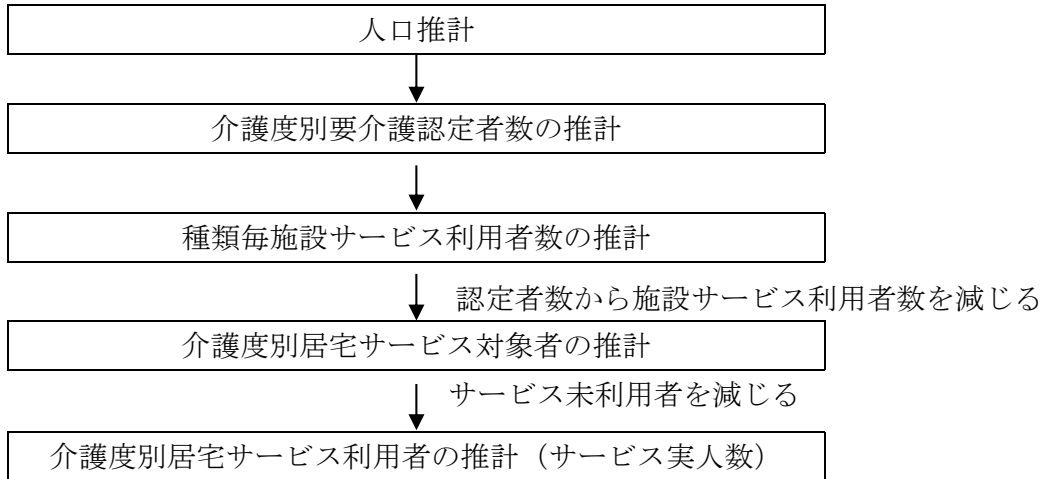 人口推計
介護度別要介護認定者数の推計
種類毎施設サービス利用者数の推計
認定者数から施設サービス利用者数を減じる
介護度別居宅サービス対象者の推計
サービス未利用者を減じる
介護度別居宅サービス利用者の推計（サービス実人数）